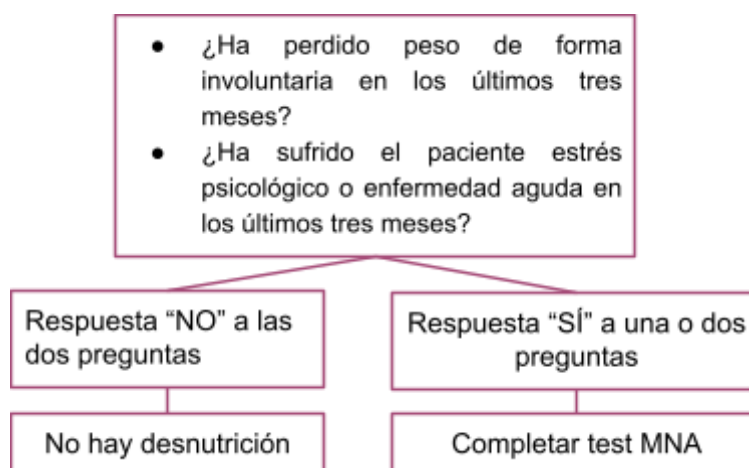 ● ¿Ha perdido peso de forma
involuntaria en los últimos tres
meses?
● ¿Ha sufrido el paciente estrés
psicológico o enfermedad aguda en
los últimos tres meses?
Respuesta “NO” a las
dos preguntas
Respuesta “SÍ” a una o dos
preguntas
No hay desnutrición
Completar test MNA